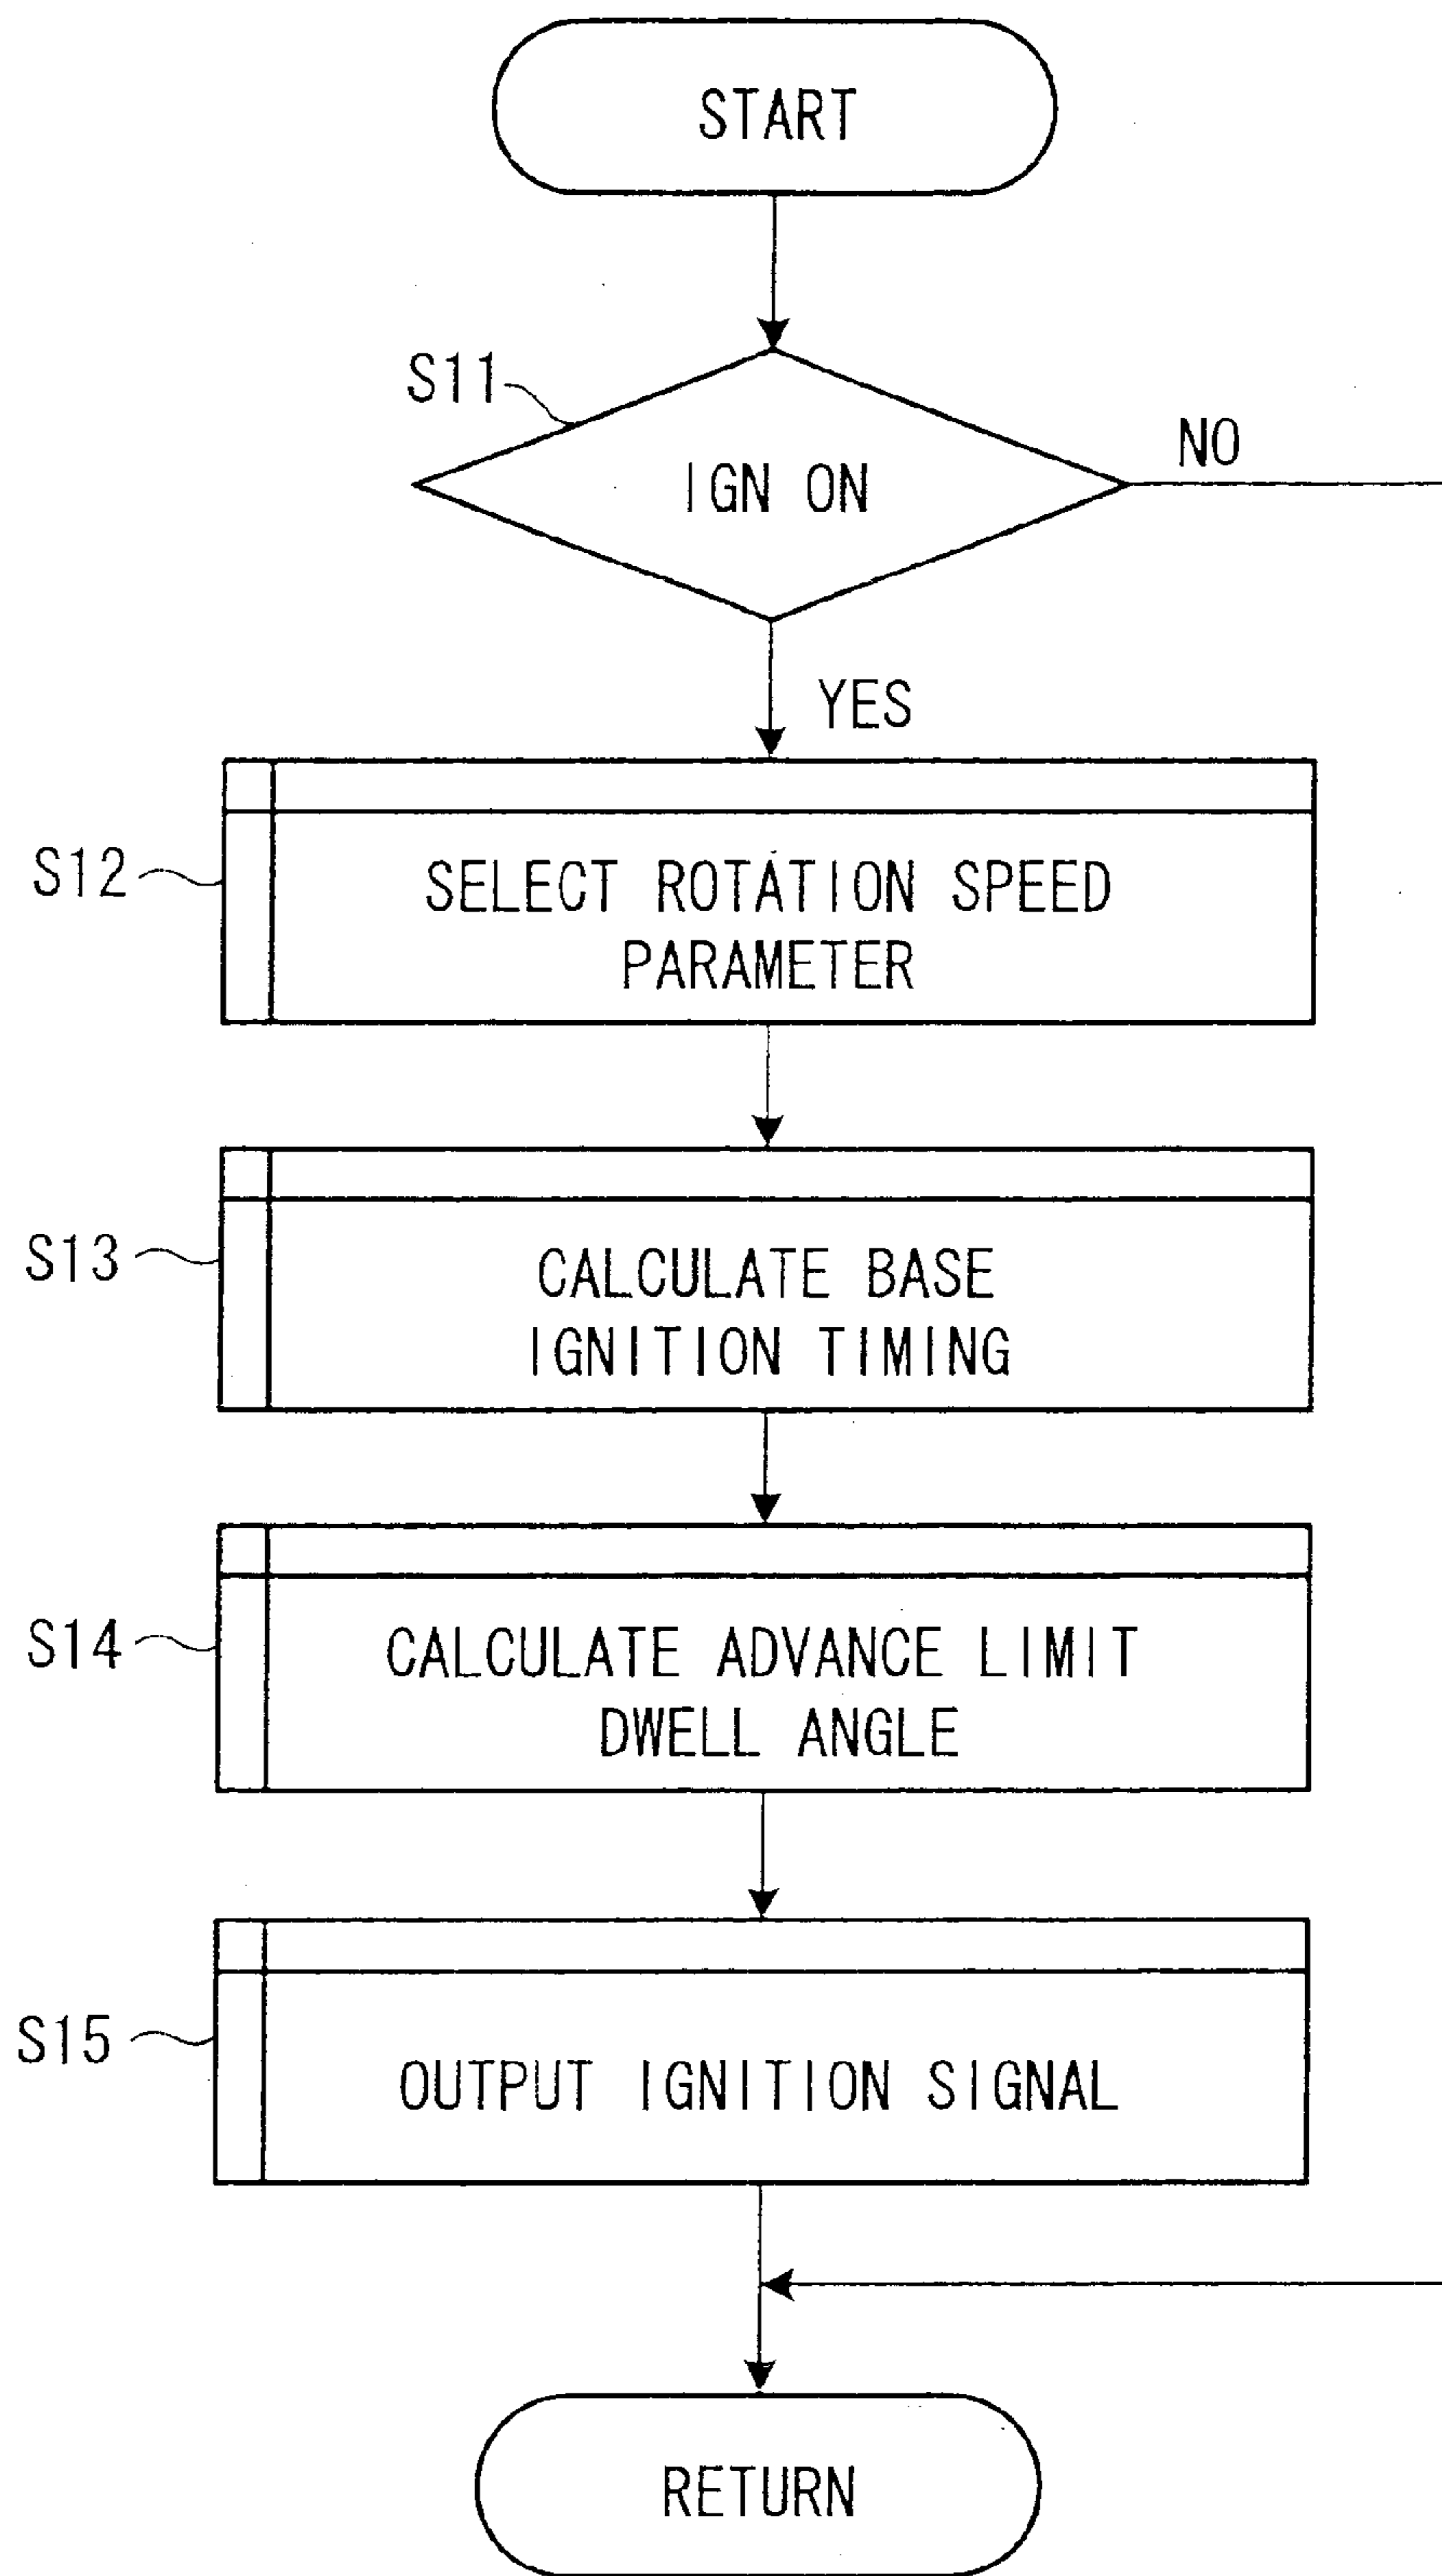 START
S11
IGN ON
NO
YES
S12
SELECT ROTATION SPEED
PARAMETER
S13
CALCULATE BASE
IGNITION TIMING
S14
CALCULATE ADVANCE LIMIT
DWELL ANGLE
S15
OUTPUT IGNITION SIGNAL
RETURN